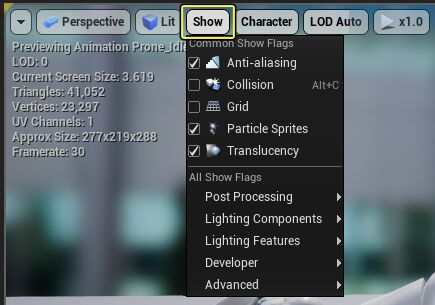 Perspective Lit Show Character LOD Auto x1.0
Previewing Animation Prone_Idle
LOD: 0
Current Screen Size: 3.619
Triangles: 41,052
Vertices: 23,297
UV Channels: 1
Approx Size: 277x219x288
Framerate: 30
Common Show Flags
Anti-aliasing
Collision Alt+C
Grid
Particle Sprites
Translucency
All Show Flags
Post Processing
Lighting Components
Lighting Features
Developer
Advanced